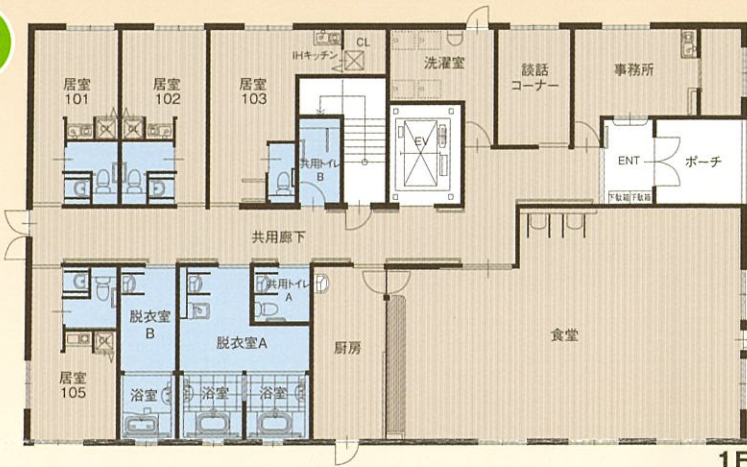 居室
101
CL
CL
居室
102
居室
103
IHキッチン
CL
洗濯室
談話
コーナー
事務所
共用トイレ
B
EV
ENT
ポーチ
下駄箱
下駄箱
共用廊下
脱衣室
B
共用トイレ
A
脱衣室A
厨房
食堂
CL
居室
105
浴室
浴室
浴室
1F